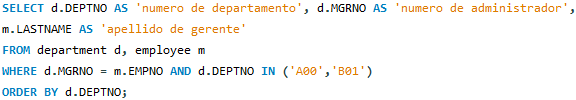 SELECT d.DEPTNO AS 'numero de departamento', d.MGRNO AS 'numero de administrador',
m.LASTNAME AS 'apellido de gerente'
FROM department d, employee m
WHERE d.MGRNO = m.EMPNO AND d.DEPTNO IN ('A00','B01')
ORDER BY d.DEPTNO;